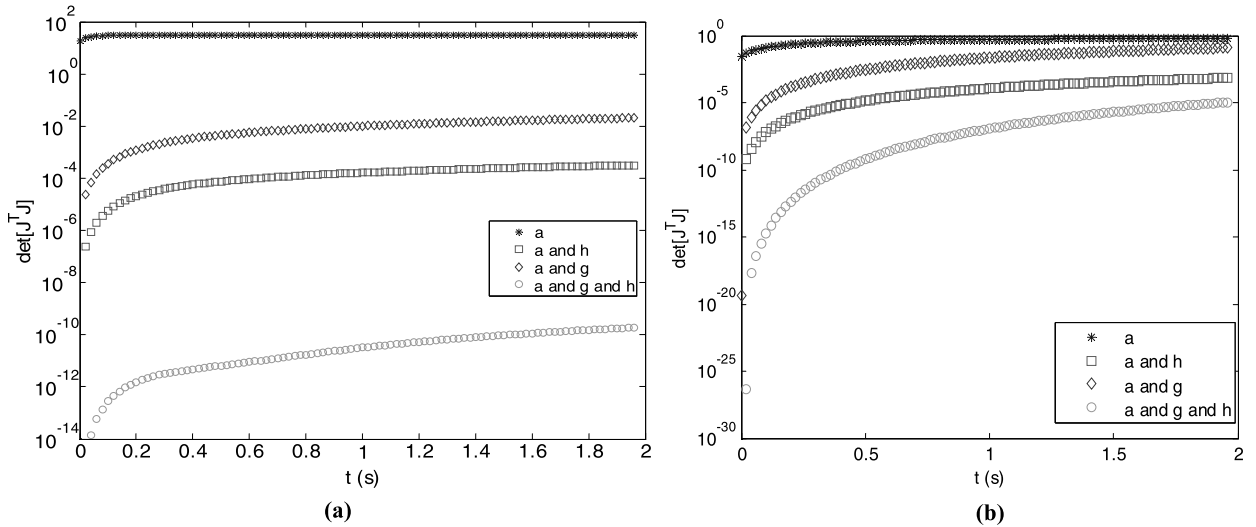 10^2
10^0
10^-2
10^-4
10^-6
10^-8
10^-10
10^-12
10^-14
det[J^TJ]
a
a and h
a and g
a and g and h
0 0.2 0.4 0.6 0.8 1 1.2 1.4 1.6 1.8 2
t (s)
(a)
10^0
10^-5
10^-10
10^-15
10^-20
10^-25
10^-30
det[J^TJ]
a
a and h
a and g
a and g and h
0 0.5 1 1.5 2
t (s)
(b)